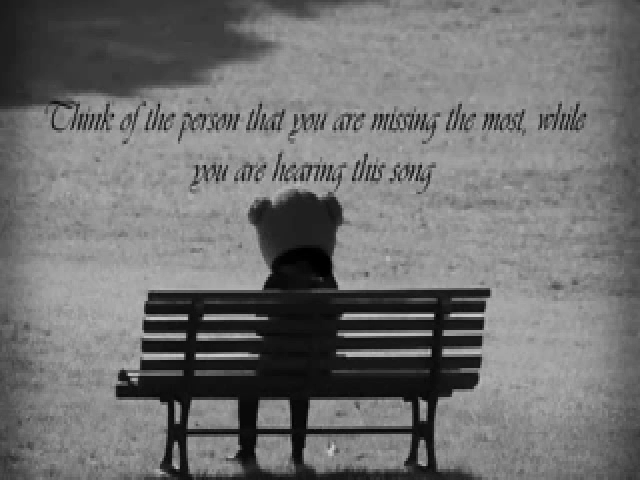 Think of the person that you are missing the most, while
you are hearing this song